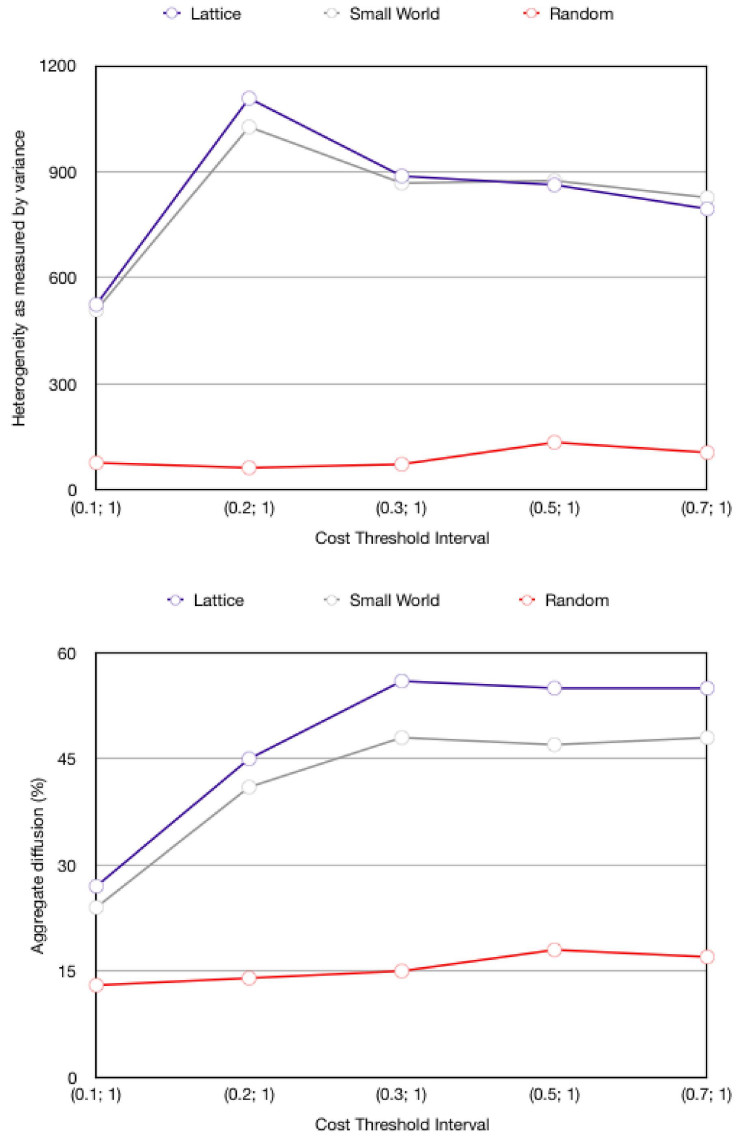 Lattice Small World Random
1200
900
600
300
0
Heterogeneity as measured by variance
(0.1; 1) (0.2; 1) (0.3; 1) (0.5; 1) (0.7; 1)
Cost Threshold Interval
Lattice Small World Random
60
45
30
15
0
Aggregate diffusion (%)
(0.1; 1) (0.2; 1) (0.3; 1) (0.5; 1) (0.7; 1)
Cost Threshold Interval